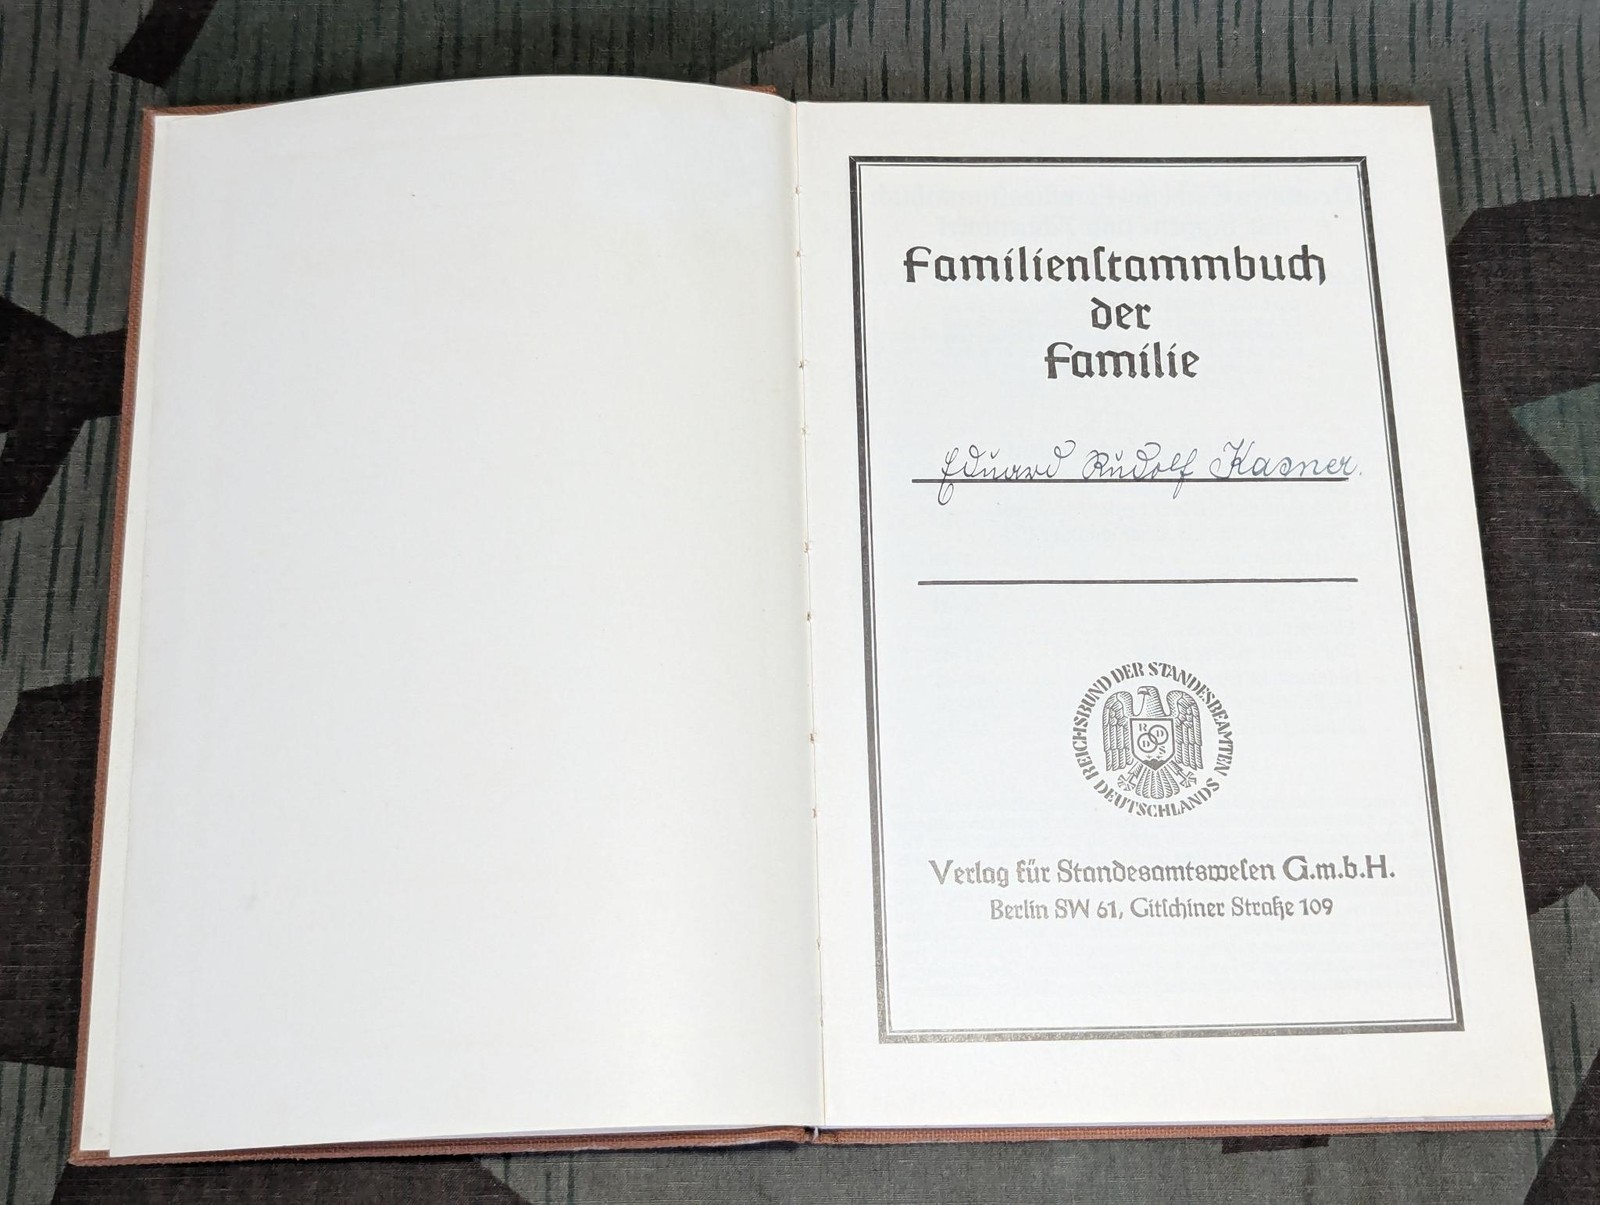 Familienſtammbuch
der
Familie
Eduard Rudolf Kasner.
REICHSBUND DER STANDESBEAMTEN DEUTSCHLANDS
R D
D S
Verlag für Standesamtsweſen G.m.b.H.
Berlin SW 61, Gitſchiner Straße 109